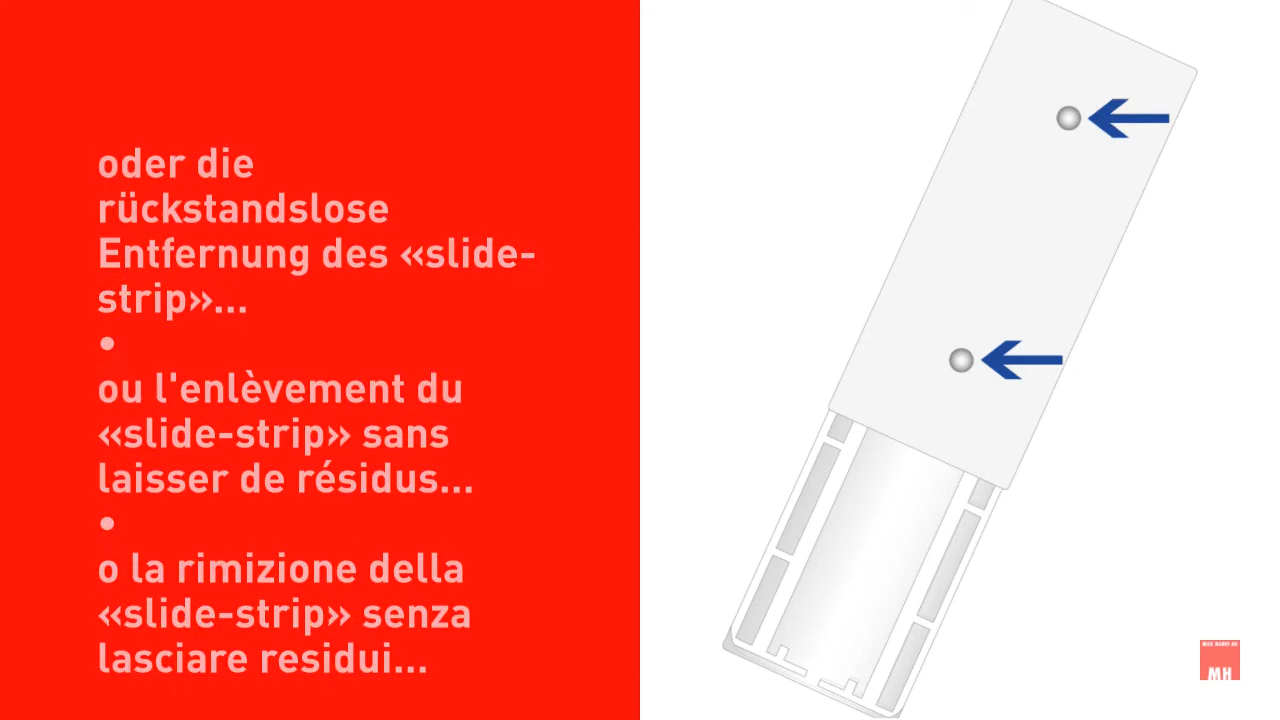 oder die
rückstandslose
Entfernung des «slide-
strip»...
•
ou l'enlèvement du
«slide-strip» sans
laisser de résidus...
•
o la rimizione della
«slide-strip» senza
lasciare residui...
MH